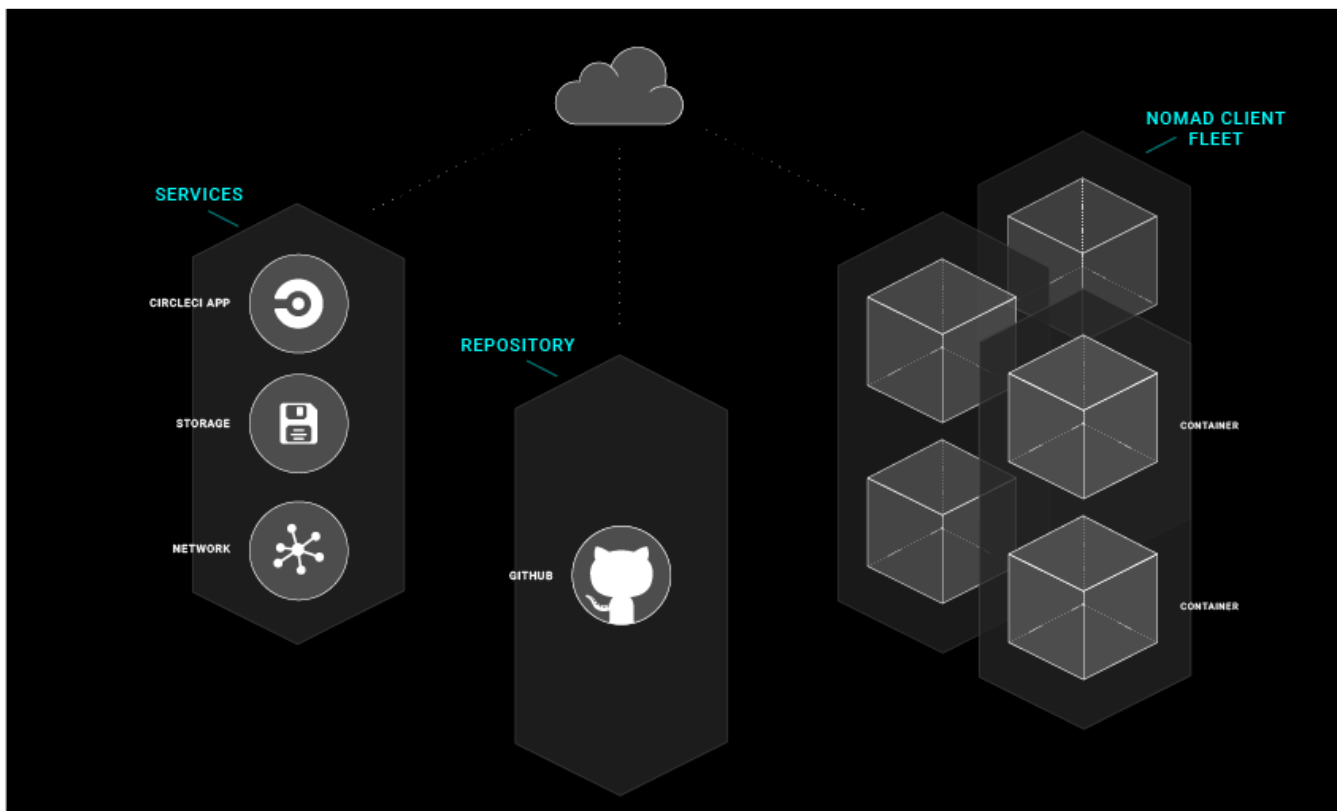 NOMAD CLIENT
FLEET
SERVICES
CIRCLECI APP
STORAGE
NETWORK
REPOSITORY
GITHUB
CONTAINER
CONTAINER